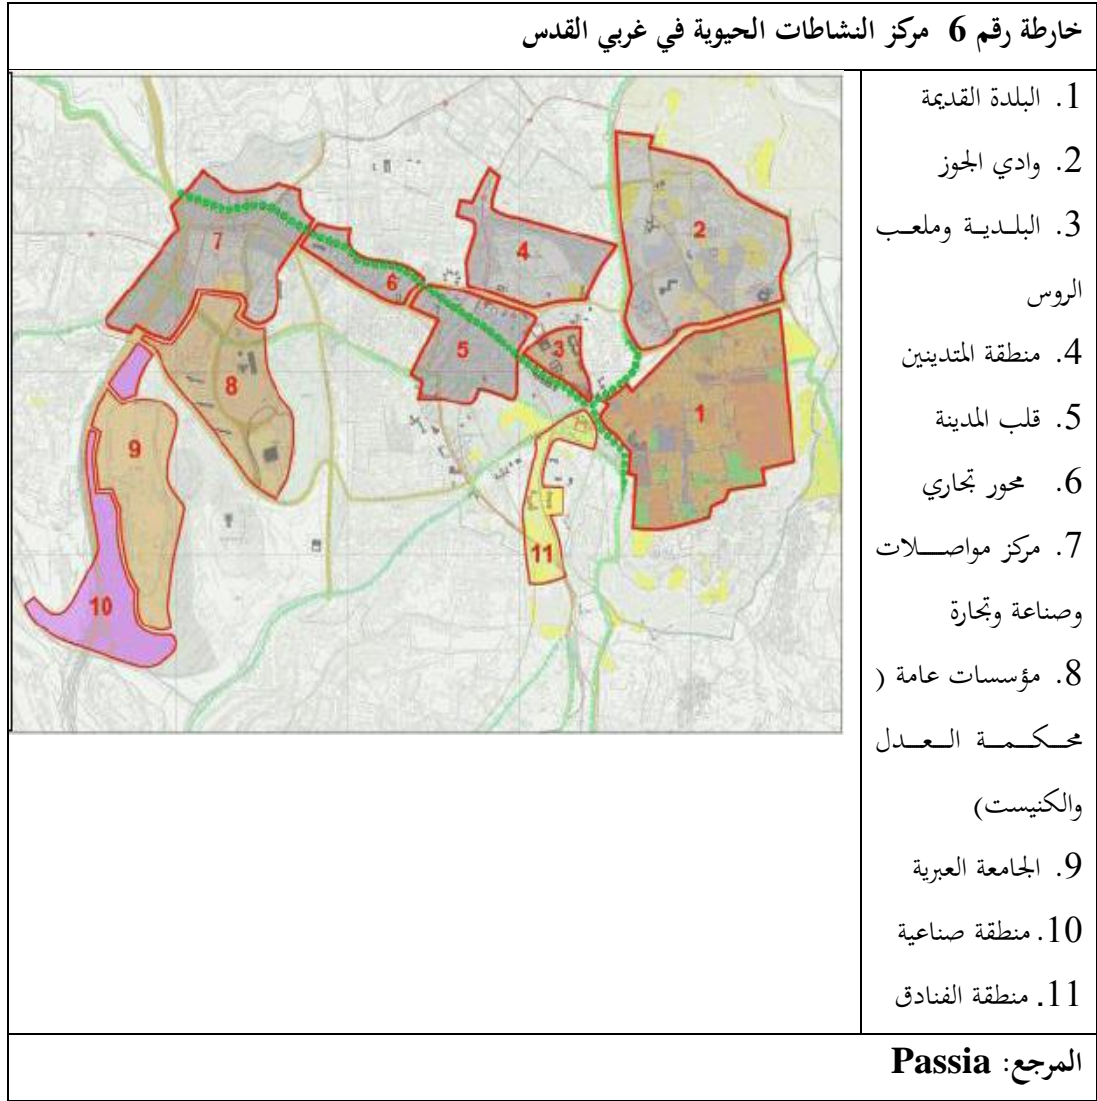 خارطة رقم 6 مركز النشاطات الحيوية في غربي القدس
1. البلدة القديمة
2. وادي الجوز
3. البلدية وملعب
الروس
4. منطقة المتدينين
5. قلب المدينة
6. محور تجاري
7. مركز مواصلات
وصناعة وتجارة
8. مؤسسات عامة (
محكمة العدل
والكنيست)
9. الجامعة العبرية
10. منطقة صناعية
11. منطقة الفنادق
2
7
4
6
3
5
8
1
9
11
10
المرجع: Passia